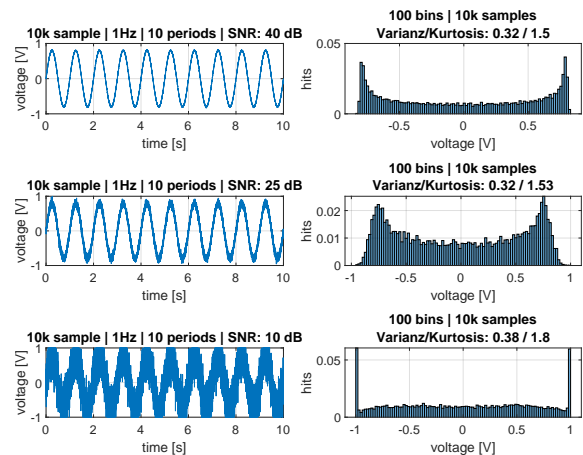 10k sample | 1Hz | 10 periods | SNR: 40 dB
voltage [V]
1
0
-1
0 2 4 6 8 10
time [s]
100 bins | 10k samples
Varianz/Kurtosis: 0.32 / 1.5
hits
0.05
0
-0.5 0 0.5
voltage [V]
10k sample | 1Hz | 10 periods | SNR: 25 dB
voltage [V]
1
0
-1
0 2 4 6 8 10
time [s]
100 bins | 10k samples
Varianz/Kurtosis: 0.32 / 1.53
hits
0.02
0.01
0
-1 -0.5 0 0.5 1
voltage [V]
10k sample | 1Hz | 10 periods | SNR: 10 dB
voltage [V]
1
0
-1
0 2 4 6 8 10
time [s]
100 bins | 10k samples
Varianz/Kurtosis: 0.38 / 1.8
hits
0.05
0
-1 -0.5 0 0.5 1
voltage [V]